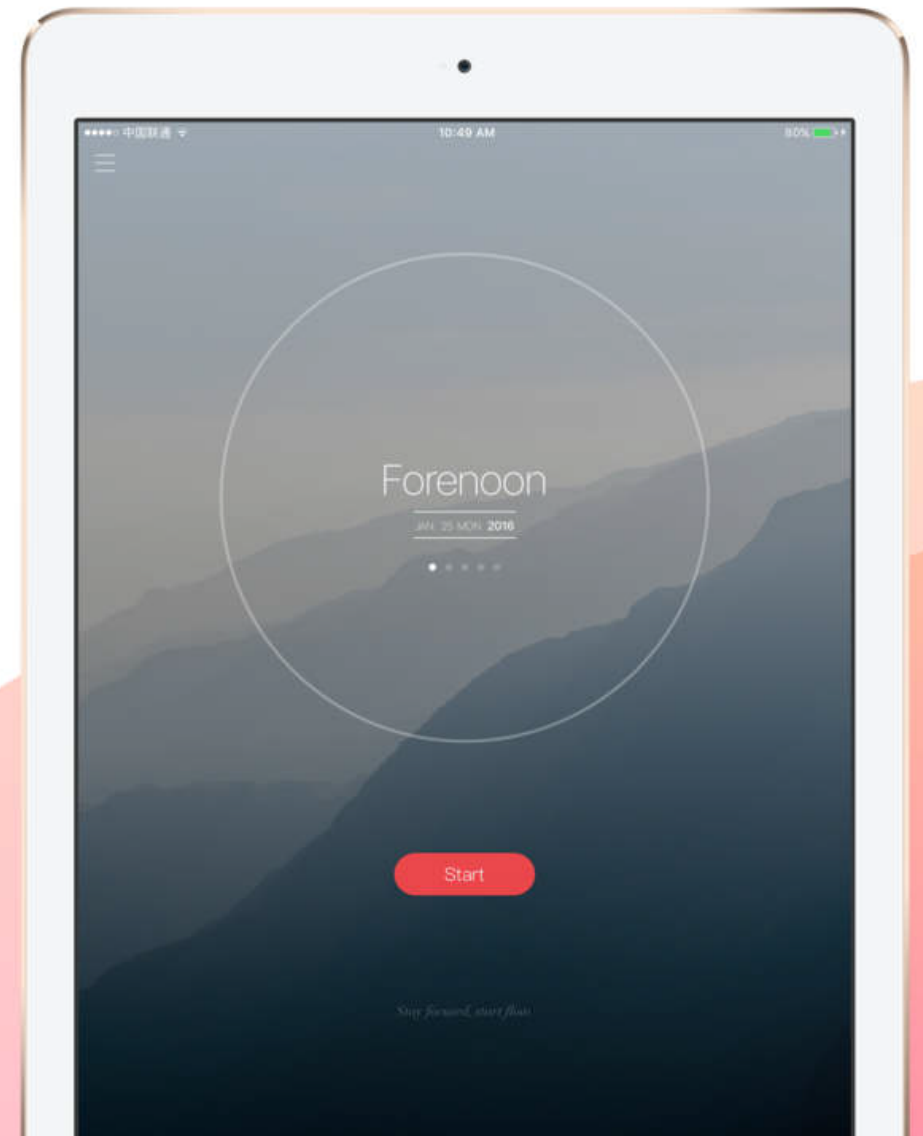 中国联通
10:49 AM
80%
Forenoon
JAN. 25 MON. 2016
Start
Stay focused, start flow.